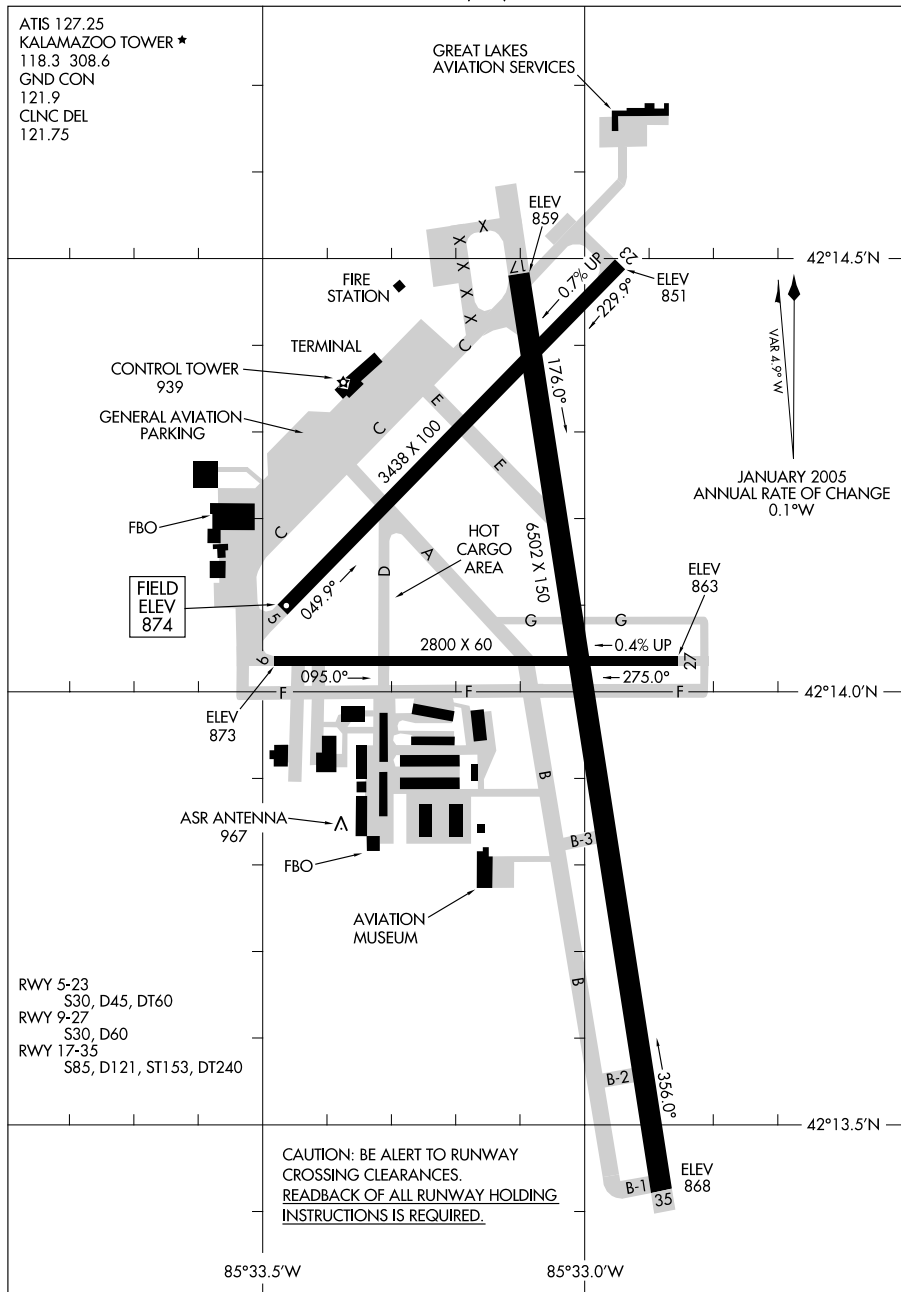 ATIS 127.25
KALAMAZOO TOWER ★
118.3 308.6
GND CON
121.9
CLNC DEL
121.75
GREAT LAKES
AVIATION SERVICES
ELEV
859
X
X
X
X
X
X
17
23
42°14.5'N
0.7% UP
229.9°
ELEV
851
FIRE
STATION
VAR 4.9° W
C
TERMINAL
CONTROL TOWER
939
176.0°
E
GENERAL AVIATION
PARKING
C
3438 X 100
E
JANUARY 2005
ANNUAL RATE OF CHANGE
0.1°W
FBO
C
6502 X 150
HOT
CARGO
AREA
A
D
ELEV
863
FIELD
ELEV
874
049.9°
5
G
G
2800 X 60
0.4% UP
9
27
095.0°
275.0°
F
F
F
42°14.0'N
ELEV
873
B
ASR ANTENNA
967
B-3
FBO
AVIATION
MUSEUM
B
RWY 5-23
S30, D45, DT60
RWY 9-27
S30, D60
RWY 17-35
S85, D121, ST153, DT240
B-2
356.0°
42°13.5'N
CAUTION: BE ALERT TO RUNWAY
CROSSING CLEARANCES.
READBACK OF ALL RUNWAY HOLDING
INSTRUCTIONS IS REQUIRED.
B-1
35
ELEV
868
85°33.5'W
85°33.0'W